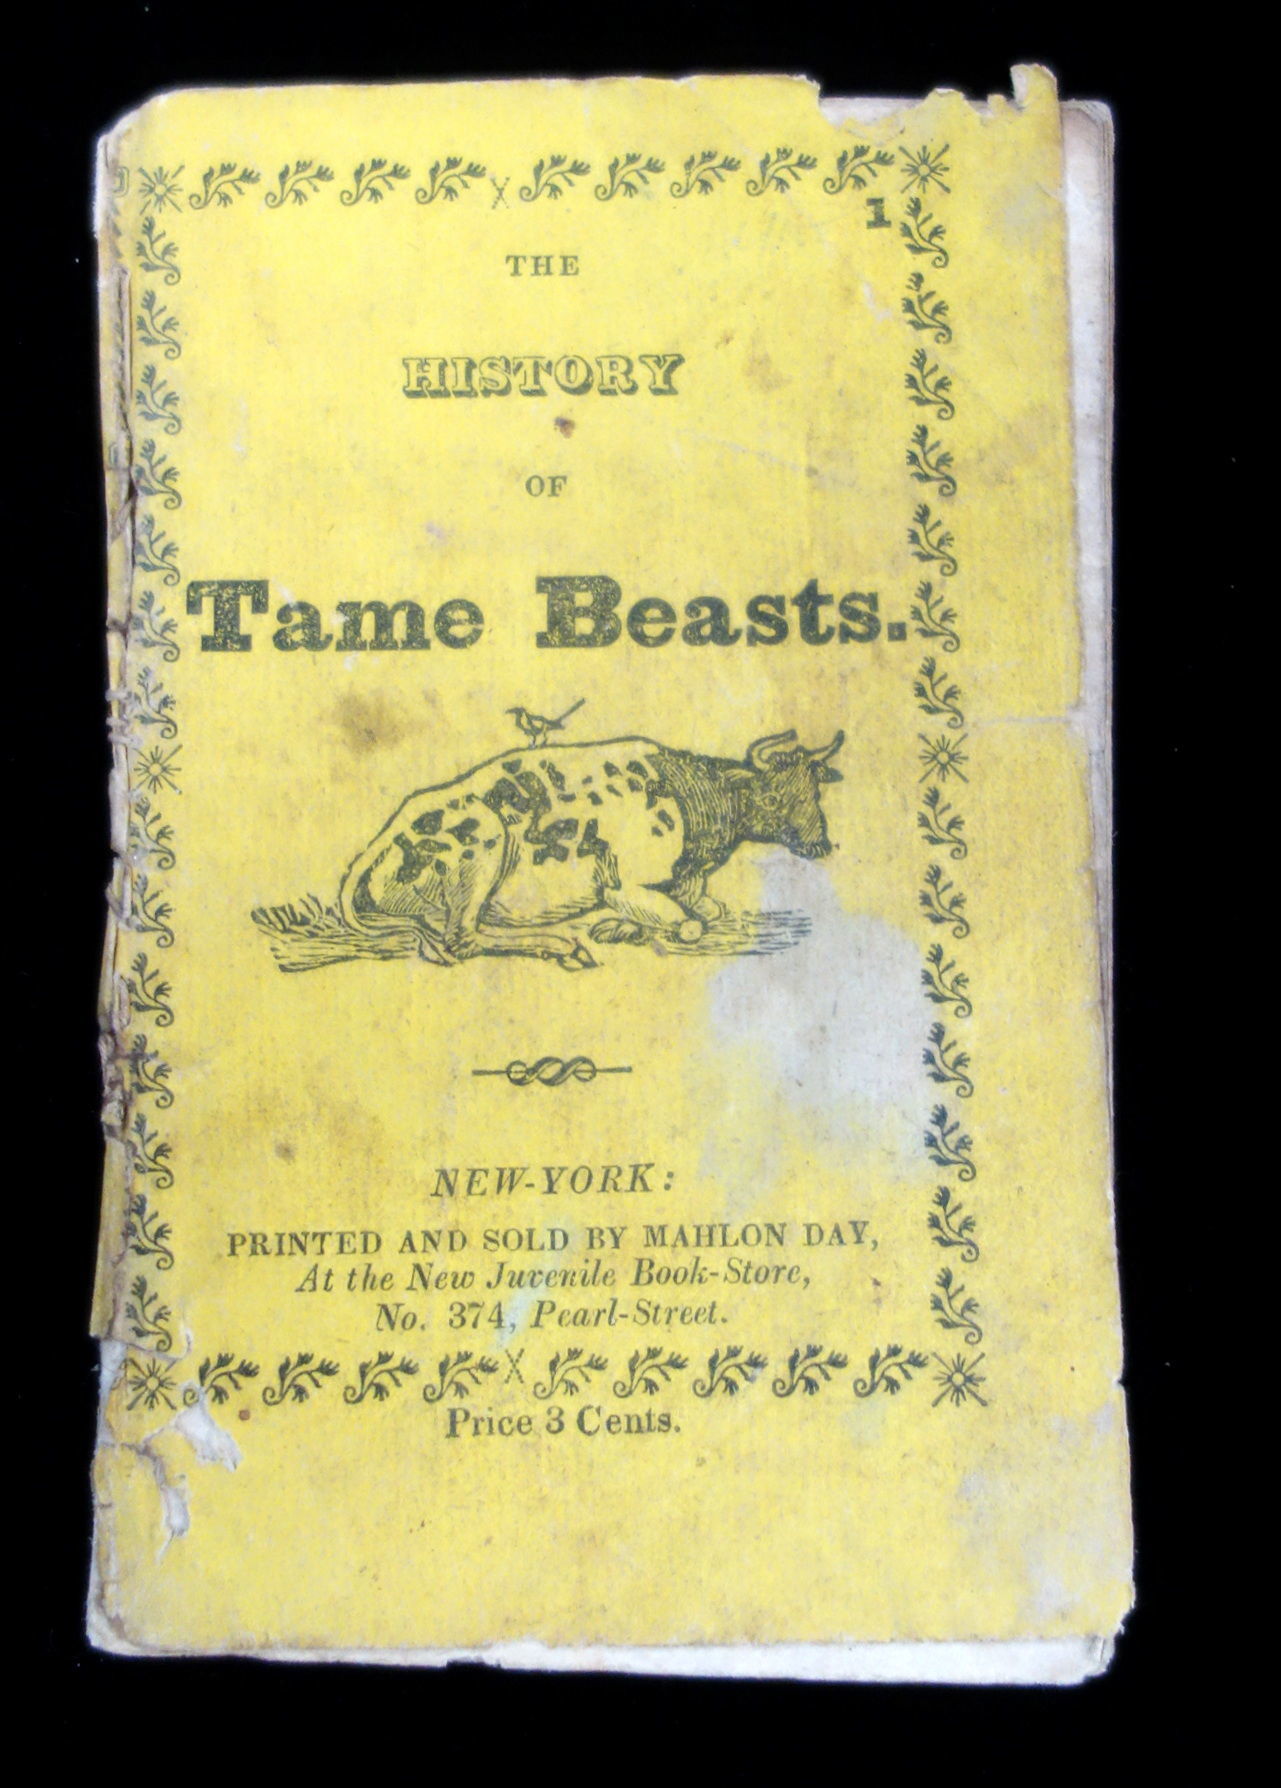 1
THE
HISTORY
OF
Tame Beasts.
NEW-YORK:
PRINTED AND SOLD BY MAHLON DAY,
At the New Juvenile Book-Store,
No. 374, Pearl-Street.
Price 3 Cents.